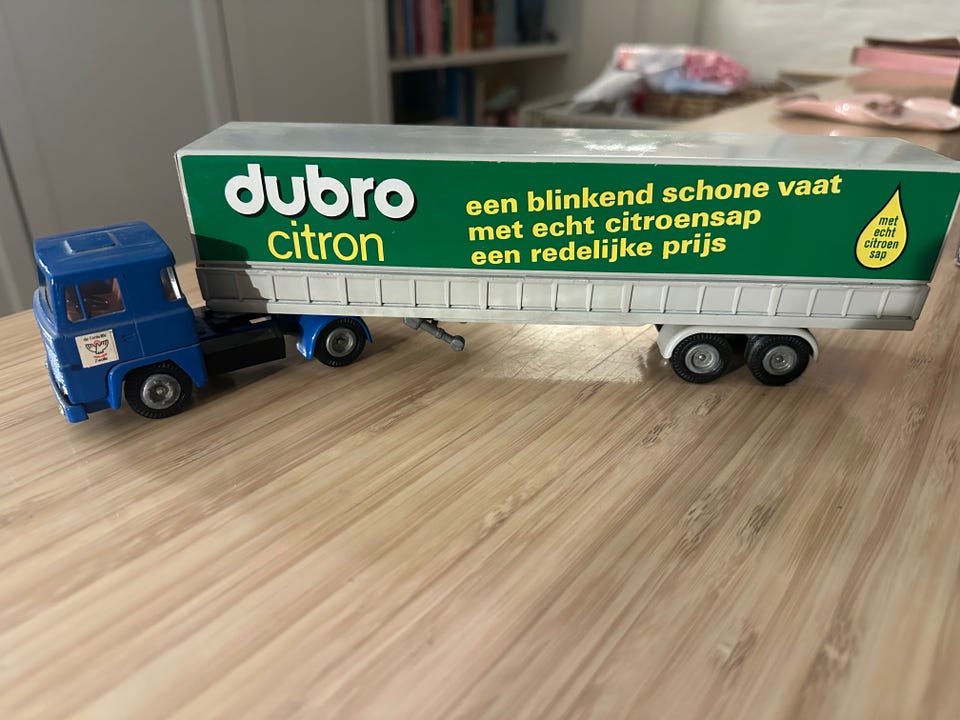 dubro
citron
een blinkend schone vaat
met echt citroensap
een redelijke prijs
met
echt
citroen
sap